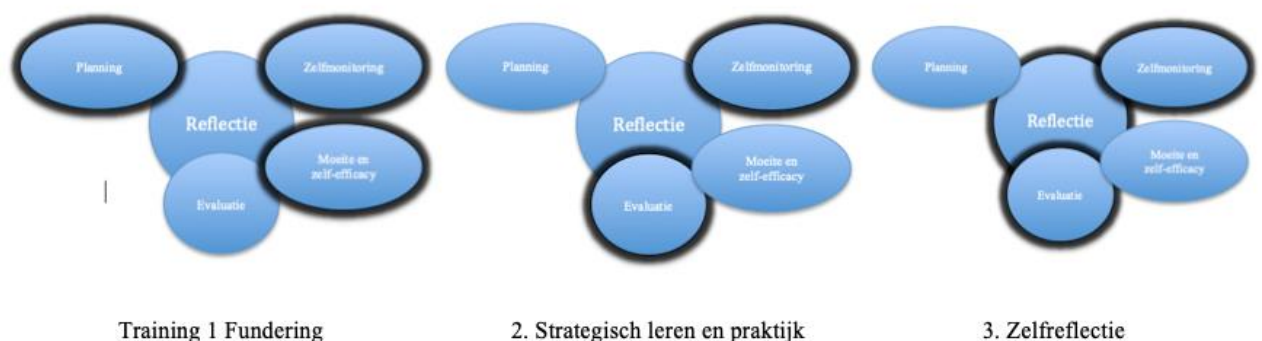 Planning
Zelfmonitoring
Reflectie
Moeite en
zelf-efficacy
Evaluatie
Training 1 Fundering
Planning
Zelfmonitoring
Reflectie
Moeite en
zelf-efficacy
Evaluatie
2. Strategisch leren en praktijk
Planning
Zelfmonitoring
Reflectie
Moeite en
zelf-efficacy
Evaluatie
3. Zelfreflectie